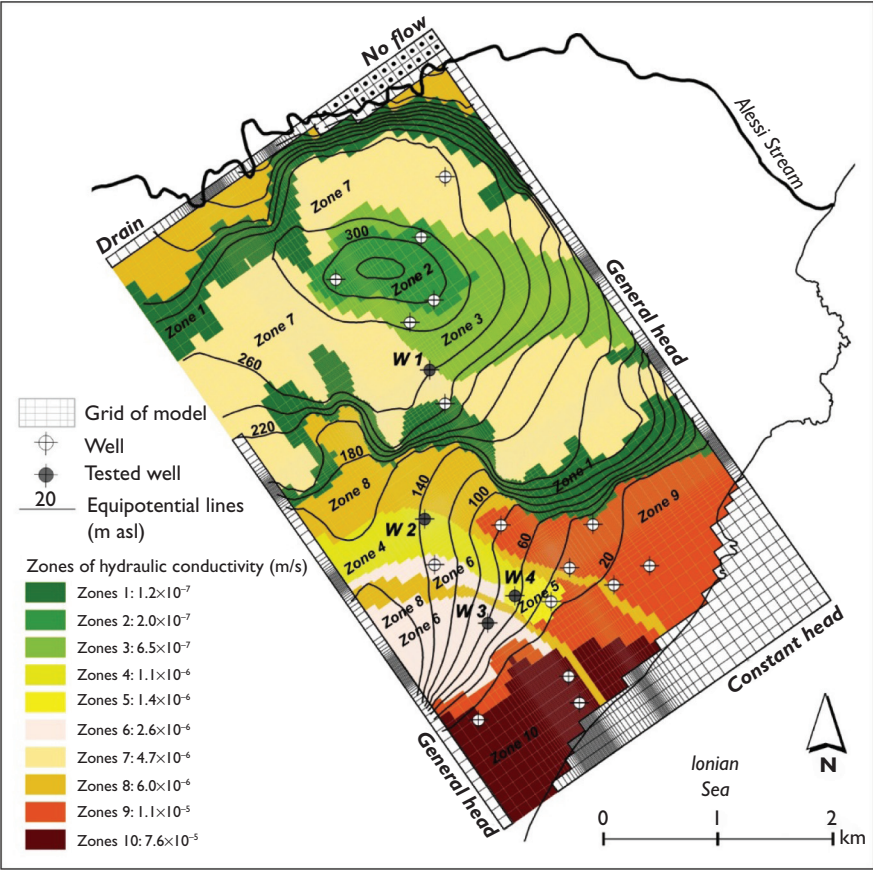 No flow
Alessi Stream
Drain
Zone 7
300
Zone 2
General head
Zone 1
Zone 7
Zone 3
260
W 1
220
180
Zone 1
Zone 8
140
100
Zone 9
W 2
60
20
Zone 4
Zone 6
W 4
Zone 5
Zone 8
W 3
Zone 6
Constant head
Zone 10
General head
Grid of model
Well
Tested well
20
Equipotential lines
(m asl)
Zones of hydraulic conductivity (m/s)
Zones 1: 1.2×10⁻⁷
Zones 2: 2.0×10⁻⁷
Zones 3: 6.5×10⁻⁷
Zones 4: 1.1×10⁻⁶
Zones 5: 1.4×10⁻⁶
Zones 6: 2.6×10⁻⁶
Zones 7: 4.7×10⁻⁶
Zones 8: 6.0×10⁻⁶
Zones 9: 1.1×10⁻⁵
Zones 10: 7.6×10⁻⁵
Ionian
Sea
N
0 1 2
km